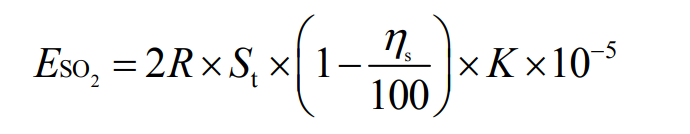 E_{SO_2} = 2R × S_t × (1 − η_s/100) × K × 10^{−5}